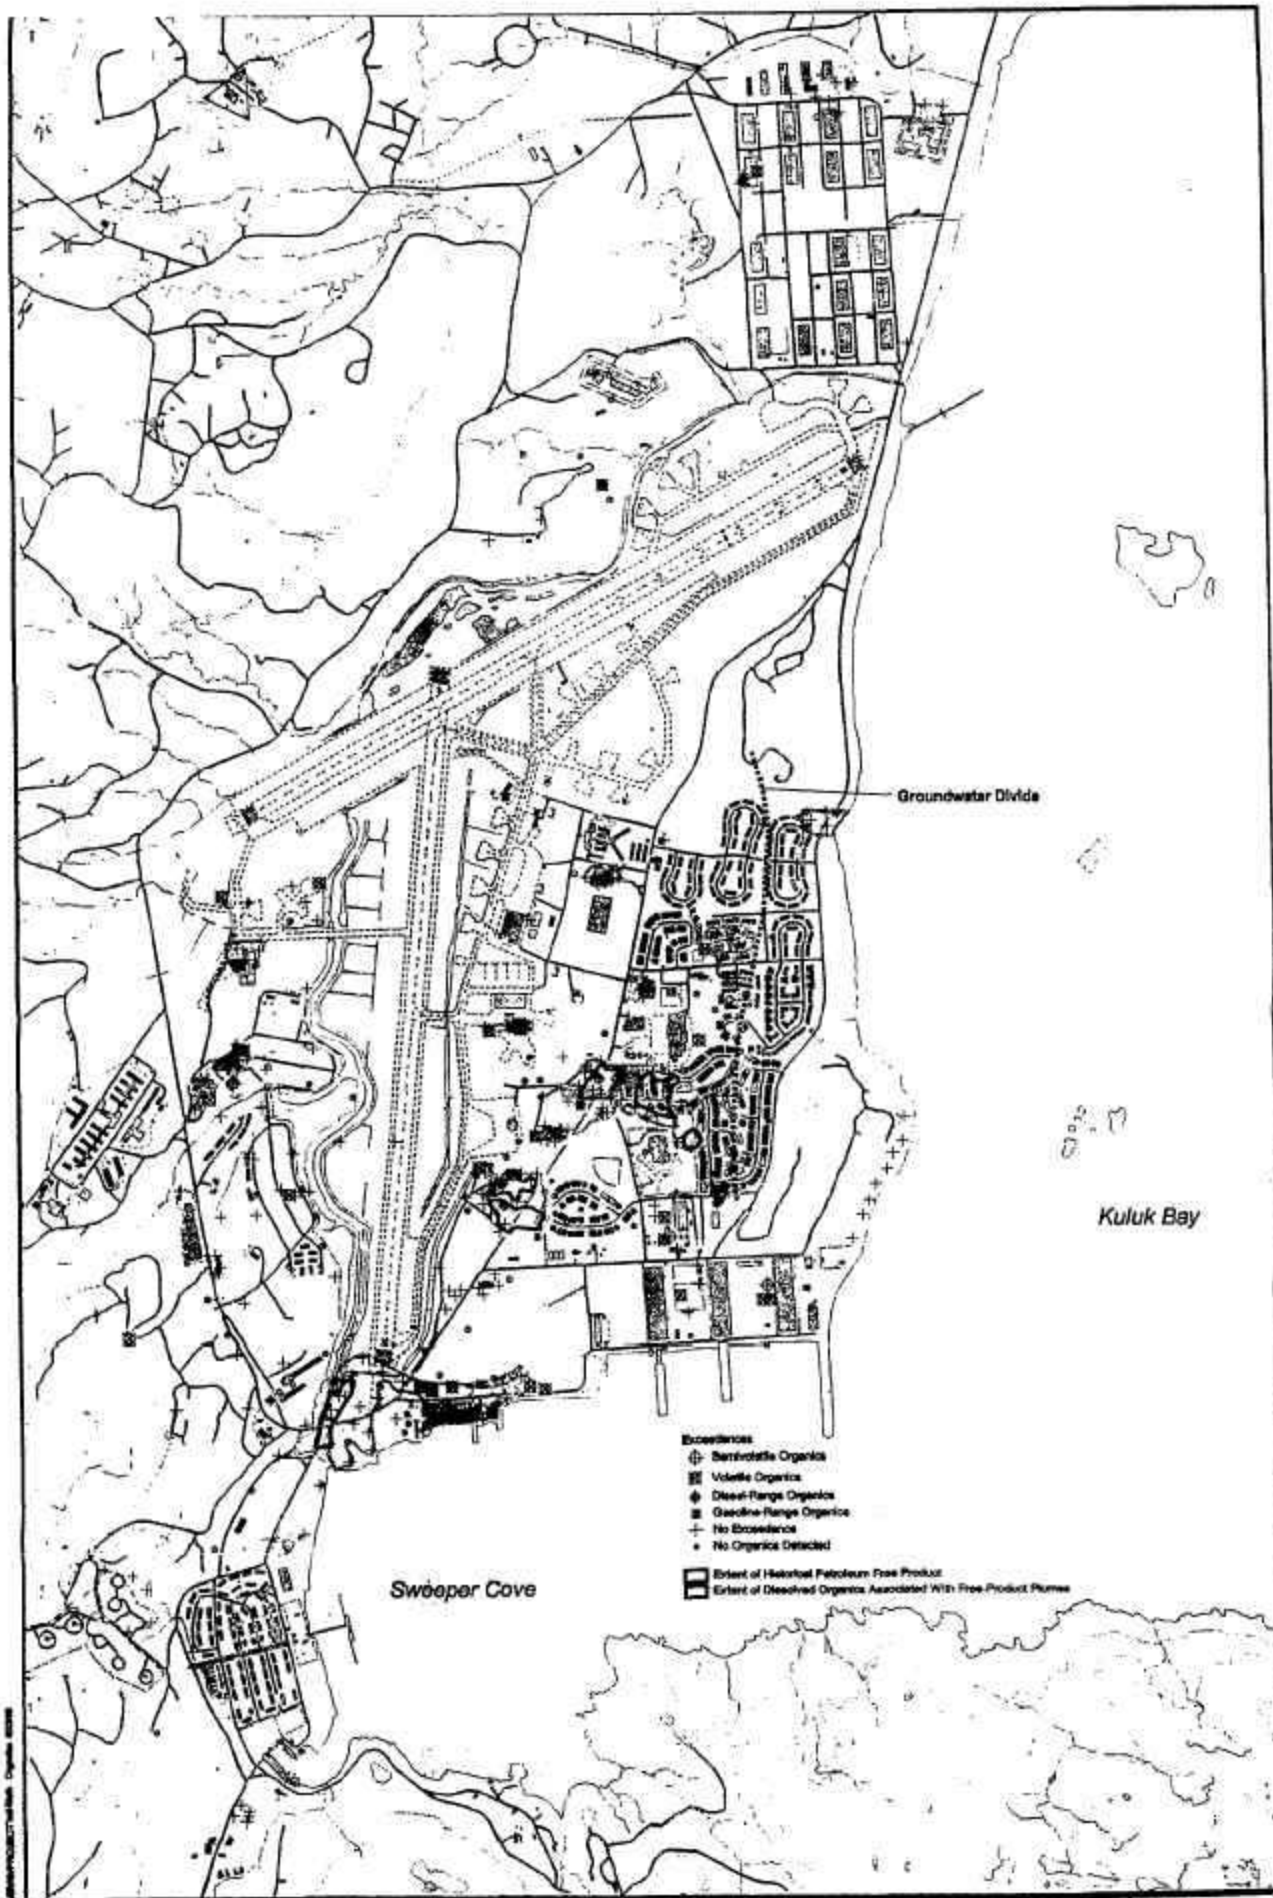 Groundwater Divide
Kuluk Bay
Exceedances
Semivolatile Organics
Volatile Organics
Diesel-Range Organics
Gasoline-Range Organics
No Exceedance
No Organics Detected
Extent of Historical Petroleum Free Product
Extent of Dissolved Organics Associated With Free-Product Plumes
Sweeper Cove